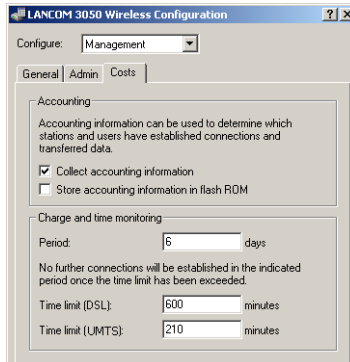 LANCOM 3050 Wireless Configuration
Configure: Management
General Admin Costs
Accounting
Accounting information can be used to determine which
stations and users have established connections and
transferred data.
Collect accounting information
Store accounting information in flash ROM
Charge and time monitoring
Period: 6 days
No further connections will be established in the indicated
period once the time limit has been exceeded.
Time limit (DSL): 600 minutes
Time limit (UMTS): 210 minutes